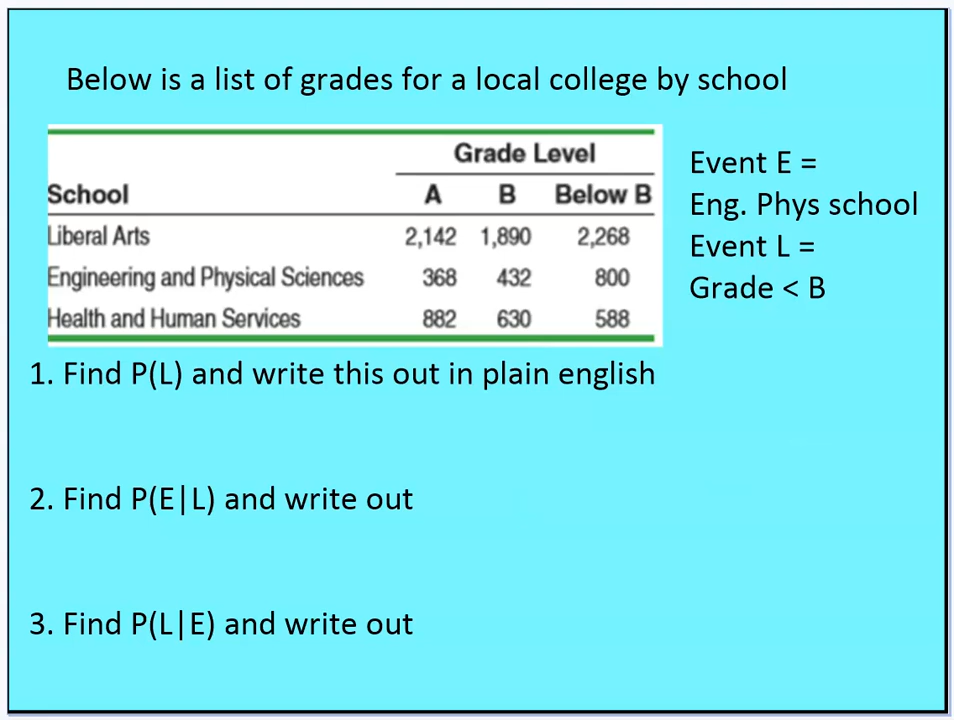 Below is a list of grades for a local college by school
Grade Level
School A B Below B
Liberal Arts 2,142 1,890 2,268
Engineering and Physical Sciences 368 432 800
Health and Human Services 882 630 588
Event E =
Eng. Phys school
Event L =
Grade < B
1. Find P(L) and write this out in plain english
2. Find P(E|L) and write out
3. Find P(L|E) and write out